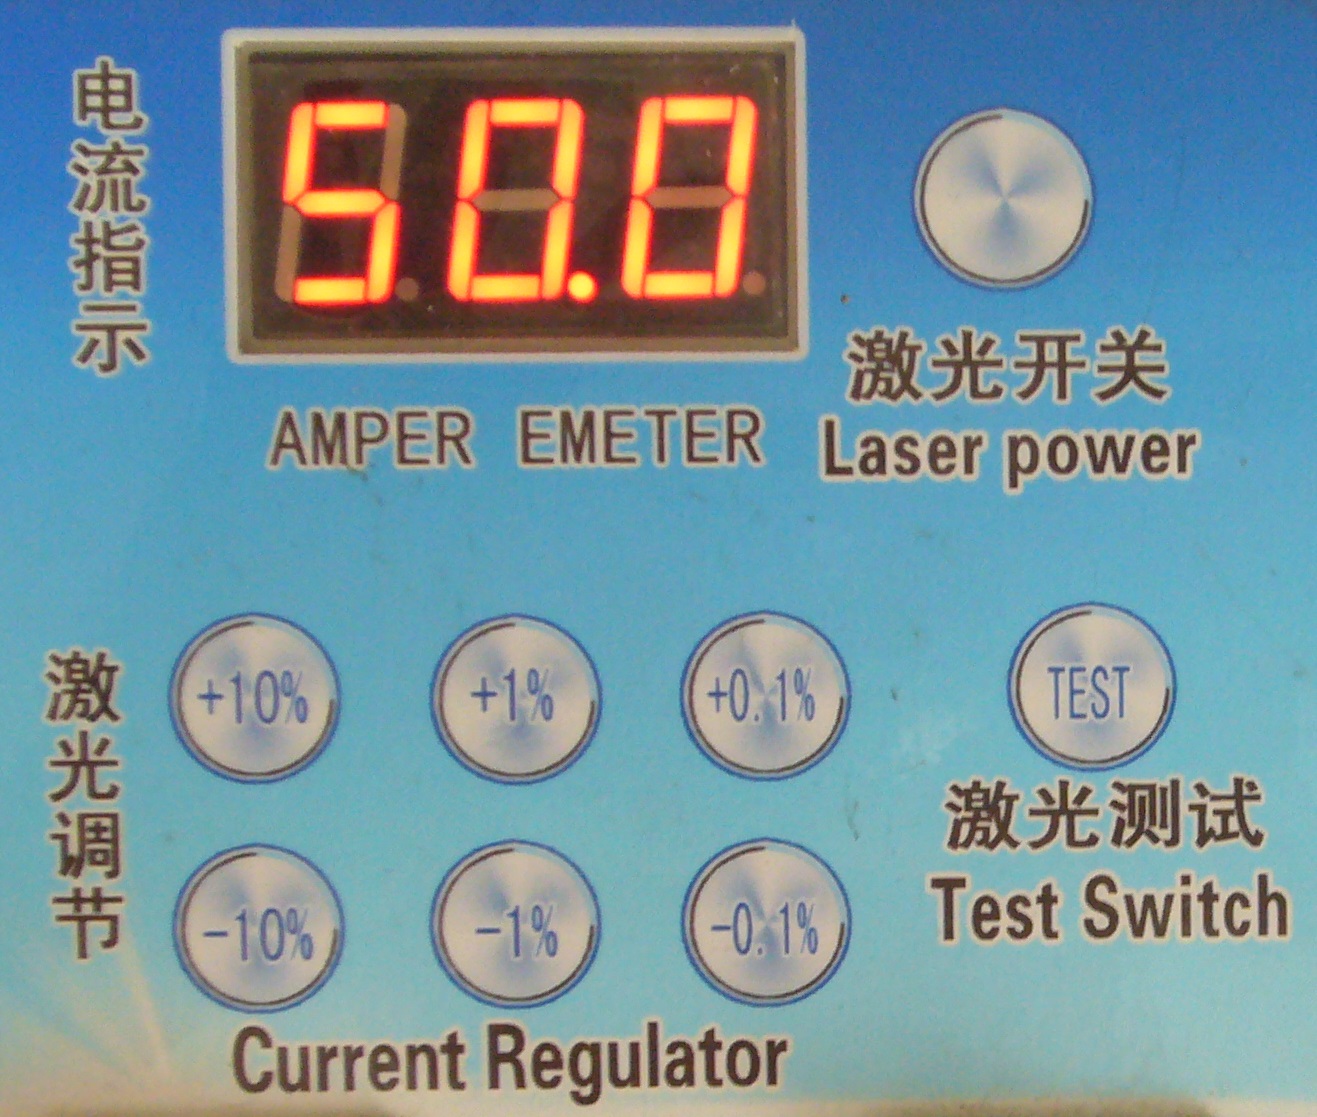 电流指示
50.0
AMPER EMETER
激光开关
Laser power
激光调节
+10%
+1%
+0.1%
TEST
激光测试
Test Switch
-10%
-1%
-0.1%
Current Regulator